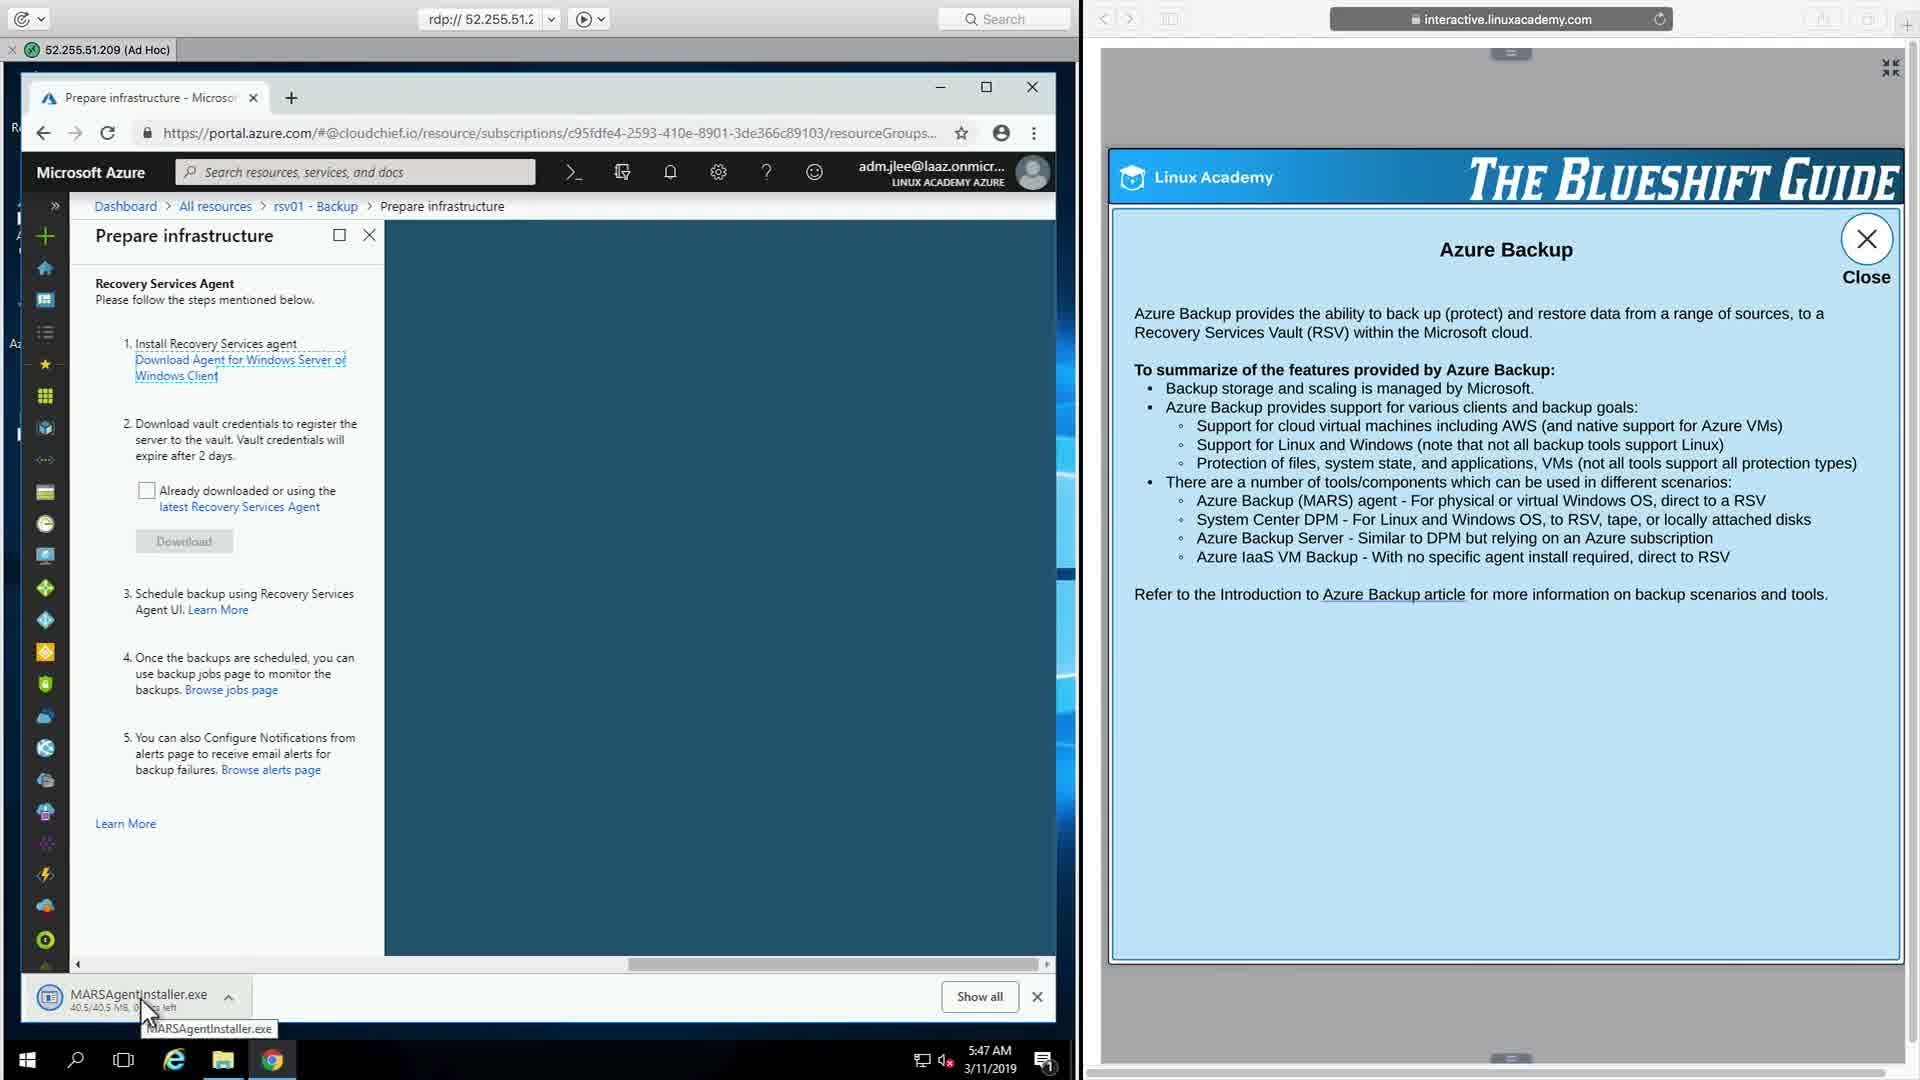 rdp:// 52.255.51.2
Search
interactive.linuxacademy.com
52.255.51.209 (Ad Hoc)
Prepare infrastructure - Microso
https://portal.azure.com/#@cloudchief.io/resource/subscriptions/c95fdfe4-2593-410e-8901-3de366c89103/resourceGroups...
Microsoft Azure
Search resources, services, and docs
adm.jlee@laaz.onmicr...
LINUX ACADEMY AZURE
Dashboard > All resources > rsv01 - Backup > Prepare infrastructure
Prepare infrastructure
Recovery Services Agent
Please follow the steps mentioned below.
1. Install Recovery Services agent
Download Agent for Windows Server or
Windows Client
2. Download vault credentials to register the
server to the vault. Vault credentials will
expire after 2 days.
Already downloaded or using the
latest Recovery Services Agent
Download
3. Schedule backup using Recovery Services
Agent UI. Learn More
4. Once the backups are scheduled, you can
use backup jobs page to monitor the
backups. Browse jobs page
5. You can also Configure Notifications from
alerts page to receive email alerts for
backup failures. Browse alerts page
Learn More
MARSAgentInstaller.exe
40.5/40.5 MB, 0 left
Show all
MARSAgentInstaller.exe
5:47 AM
3/11/2019
1
Linux Academy
THE BLUESHIFT GUIDE
Azure Backup
Close
Azure Backup provides the ability to back up (protect) and restore data from a range of sources, to a
Recovery Services Vault (RSV) within the Microsoft cloud.
To summarize of the features provided by Azure Backup:
• Backup storage and scaling is managed by Microsoft.
• Azure Backup provides support for various clients and backup goals:
◦ Support for cloud virtual machines including AWS (and native support for Azure VMs)
◦ Support for Linux and Windows (note that not all backup tools support Linux)
◦ Protection of files, system state, and applications, VMs (not all tools support all protection types)
• There are a number of tools/components which can be used in different scenarios:
◦ Azure Backup (MARS) agent - For physical or virtual Windows OS, direct to a RSV
◦ System Center DPM - For Linux and Windows OS, to RSV, tape, or locally attached disks
◦ Azure Backup Server - Similar to DPM but relying on an Azure subscription
◦ Azure IaaS VM Backup - With no specific agent install required, direct to RSV
Refer to the Introduction to Azure Backup article for more information on backup scenarios and tools.